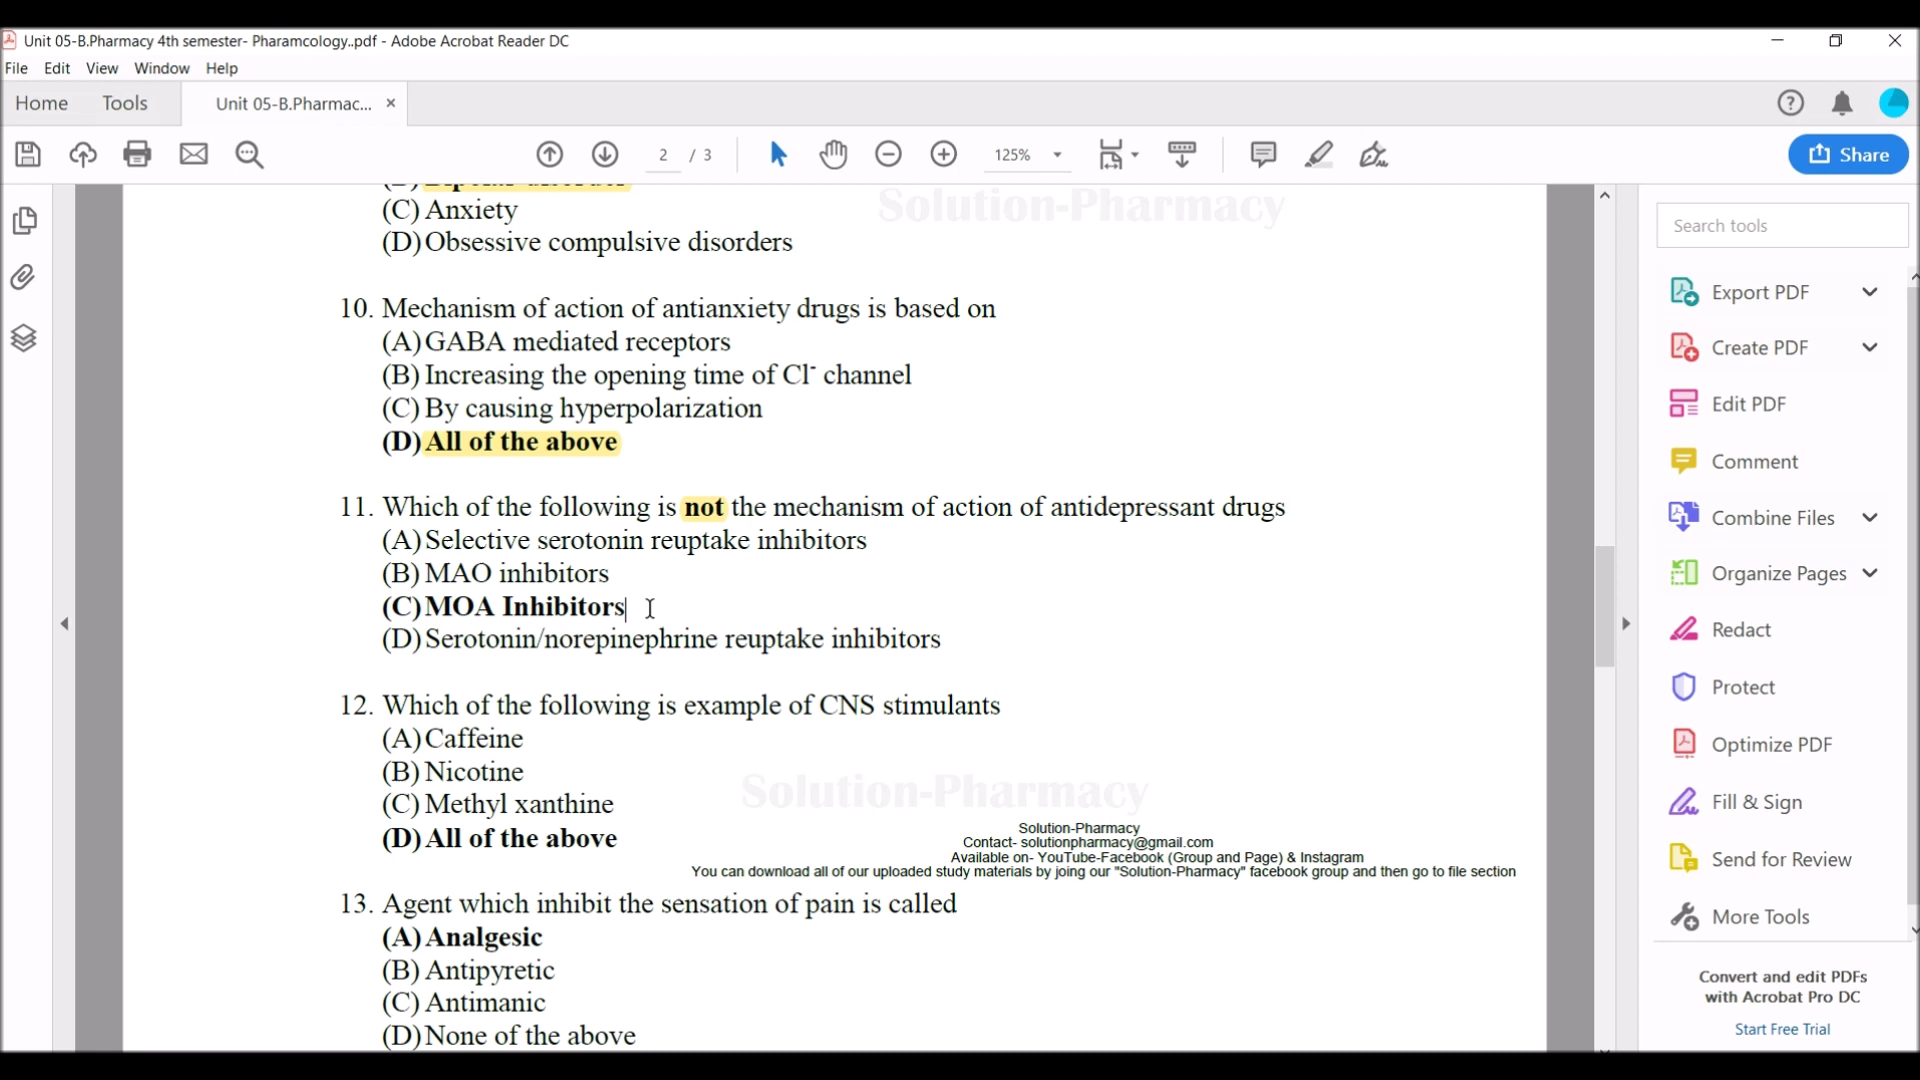 Unit 05-B.Pharmacy 4th semester- Pharamcology..pdf - Adobe Acrobat Reader DC
File Edit View Window Help
Home Tools Unit 05-B.Pharmac... ×
2 / 3 125% Share
(B) Bipolar disorder
Solution-Pharmacy
(C) Anxiety
(D) Obsessive compulsive disorders
10. Mechanism of action of antianxiety drugs is based on
(A) GABA mediated receptors
(B) Increasing the opening time of Cl- channel
(C) By causing hyperpolarization
(D) All of the above
11. Which of the following is not the mechanism of action of antidepressant drugs
(A) Selective serotonin reuptake inhibitors
(B) MAO inhibitors
(C) MOA Inhibitors
(D) Serotonin/norepinephrine reuptake inhibitors
12. Which of the following is example of CNS stimulants
(A) Caffeine
(B) Nicotine
(C) Methyl xanthine
(D) All of the above
Solution-Pharmacy
Solution-Pharmacy
Contact- solutionpharmacy@gmail.com
Available on- YouTube-Facebook (Group and Page) & Instagram
You can download all of our uploaded study materials by joing our "Solution-Pharmacy" facebook group and then go to file section
13. Agent which inhibit the sensation of pain is called
(A) Analgesic
(B) Antipyretic
(C) Antimanic
(D) None of the above
Search tools
Export PDF
Create PDF
Edit PDF
Comment
Combine Files
Organize Pages
Redact
Protect
Optimize PDF
Fill & Sign
Send for Review
More Tools
Convert and edit PDFs
with Acrobat Pro DC
Start Free Trial